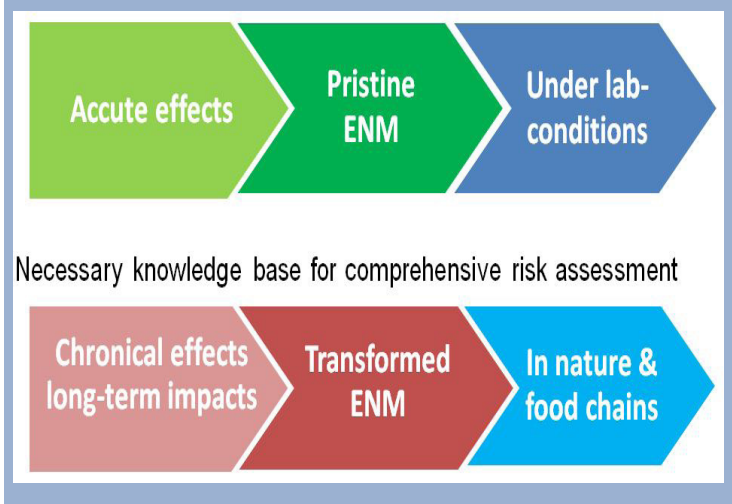 Accute effects
Pristine
ENM
Under lab-
conditions
Necessary knowledge base for comprehensive risk assessment
Chronical effects
long-term impacts
Transformed
ENM
In nature &
food chains